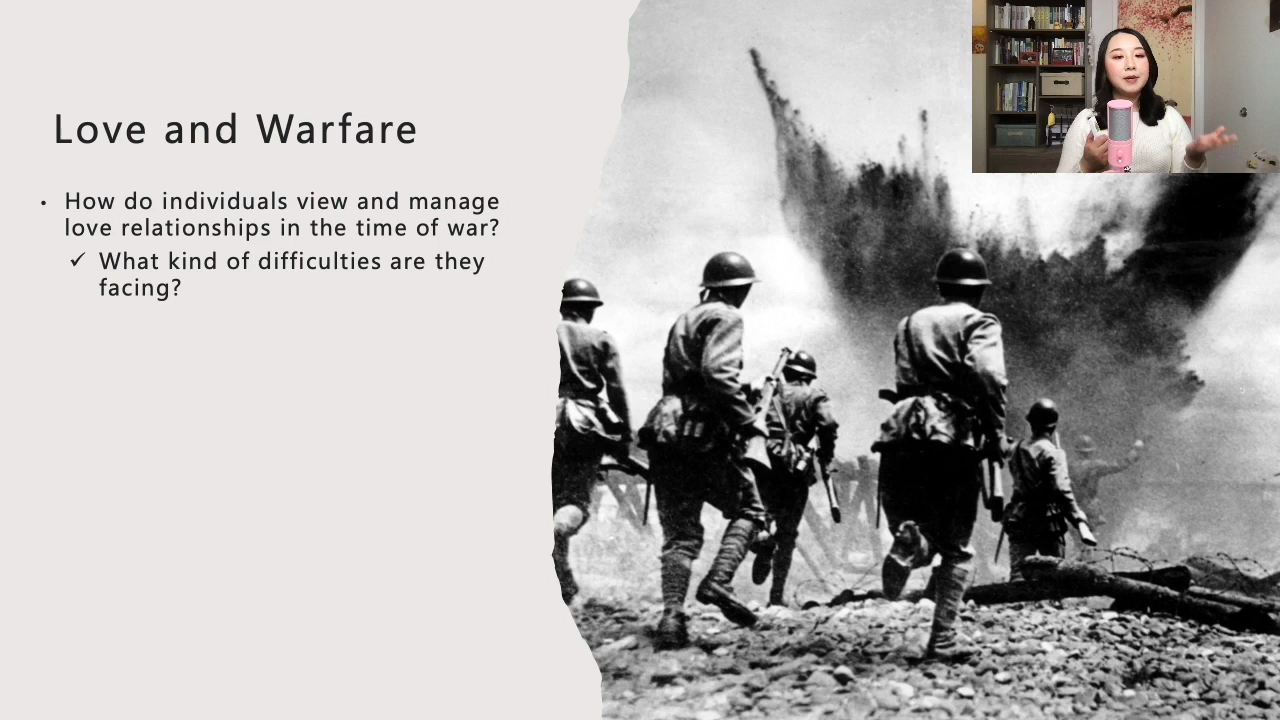 Love and Warfare
• How do individuals view and manage
love relationships in the time of war?
✓ What kind of difficulties are they
facing?